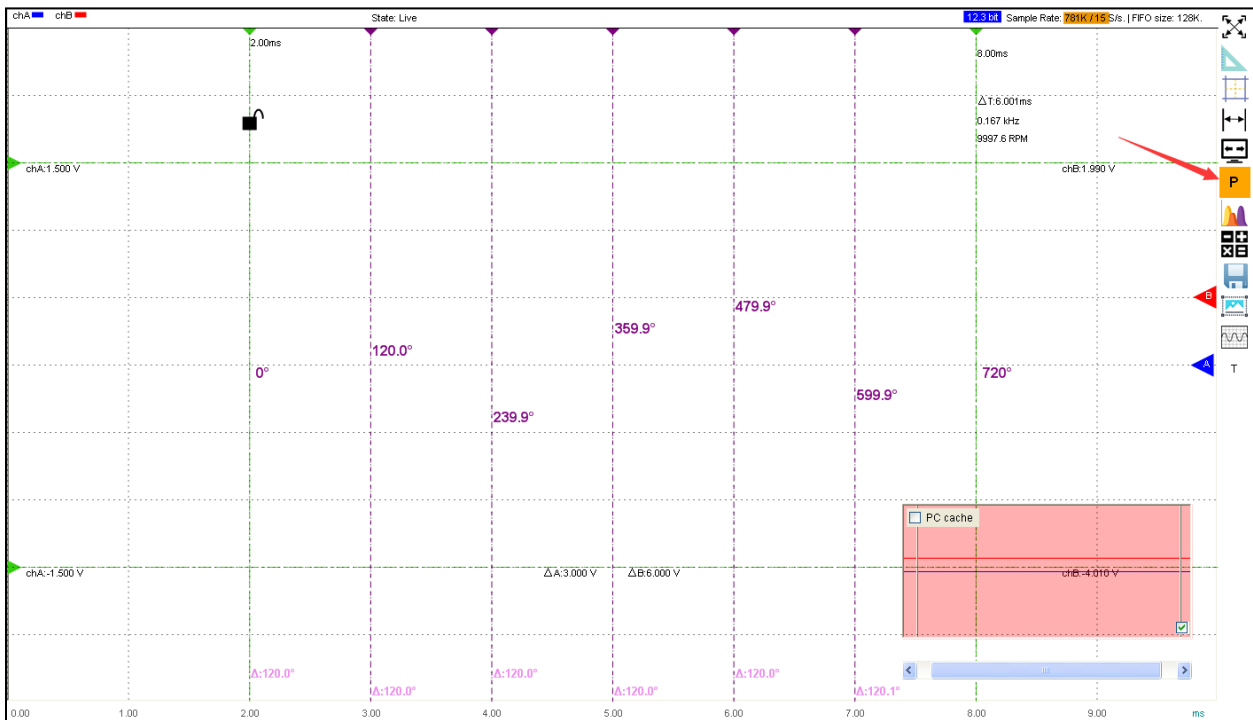 chA chB State: Live 12.3 bit Sample Rate: 781K / 15 S/s. | FIFO size: 128K.
2.00ms
8.00ms
ΔT:6.001ms
0.167 kHz
9997.6 RPM
chA:1.500 V chB:1.990 V
P
B
479.9°
359.9°
120.0°
A
T
0° 720°
599.9°
239.9°
PC cache
chA:-1.500 V ΔA:3.000 V ΔB:6.000 V chB:-4.010 V
Δ:120.0° Δ:120.0° Δ:120.0°
Δ:120.0° Δ:120.0° Δ:120.1°
0.00 1.00 2.00 3.00 4.00 5.00 6.00 7.00 8.00 9.00 ms